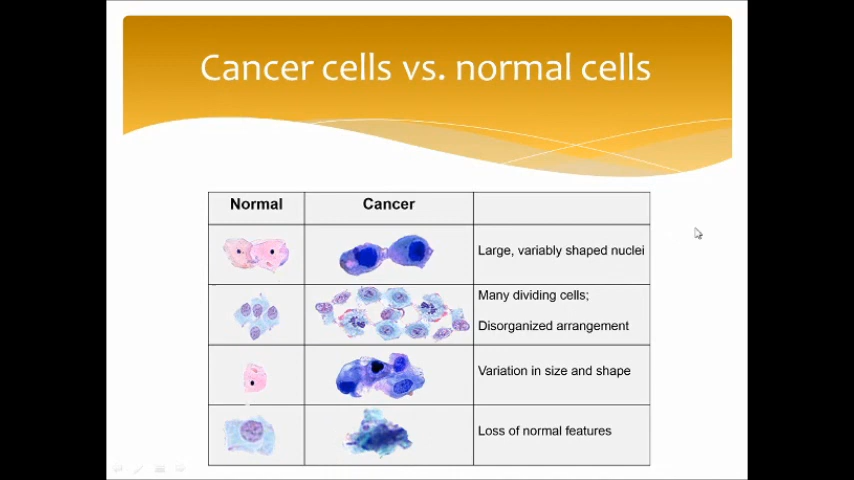 Cancer cells vs. normal cells
Normal
Cancer
Large, variably shaped nuclei
Many dividing cells;
Disorganized arrangement
Variation in size and shape
Loss of normal features